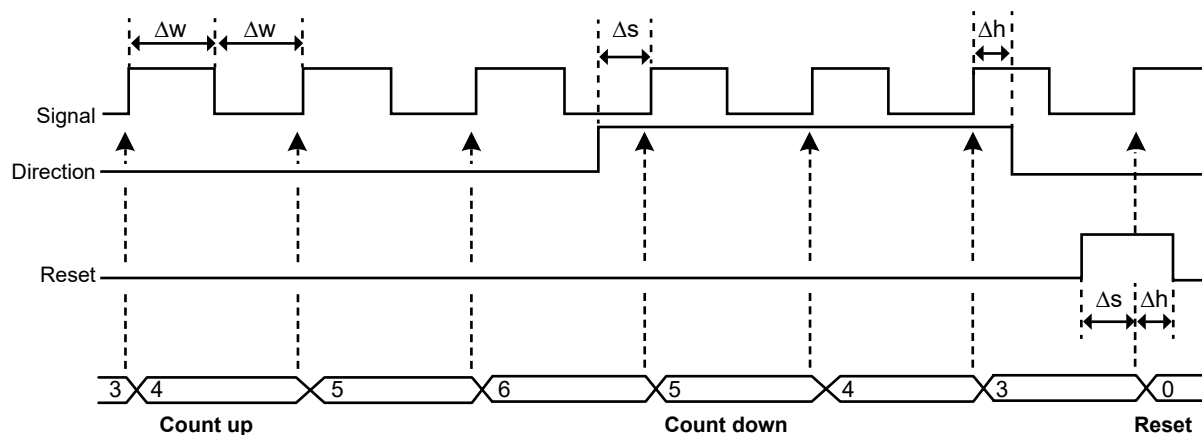 Δw Δw Δs Δh
Signal
Direction
Reset
Δs Δh
3 4 5 6 5 4 3 0
Count up Count down Reset